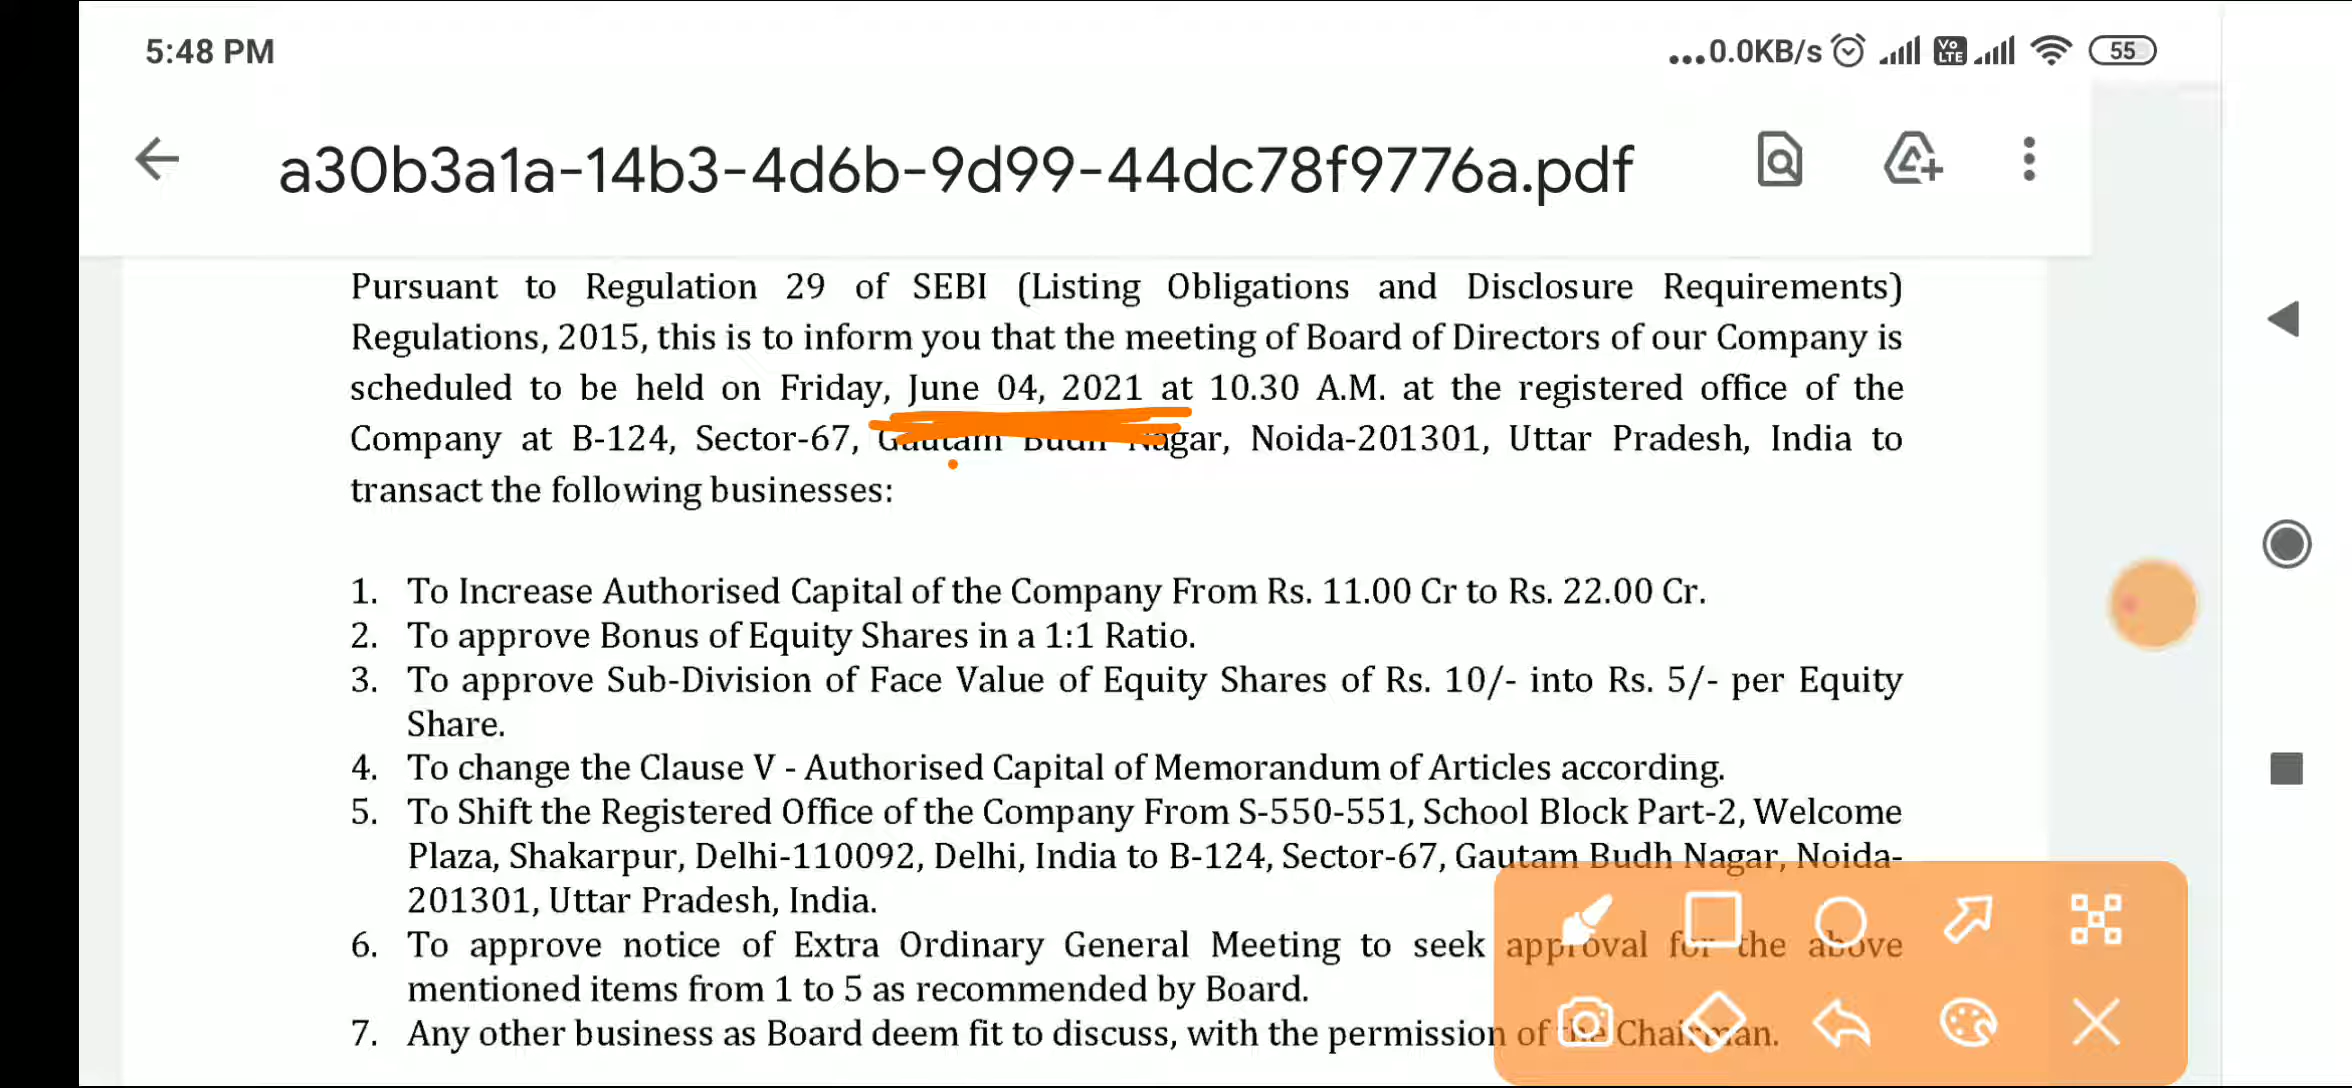 5:48 PM
...0.0KB/s Vo LTE 55
a30b3a1a-14b3-4d6b-9d99-44dc78f9776a.pdf
Pursuant to Regulation 29 of SEBI (Listing Obligations and Disclosure Requirements)
Regulations, 2015, this is to inform you that the meeting of Board of Directors of our Company is
scheduled to be held on Friday, June 04, 2021 at 10.30 A.M. at the registered office of the
Company at B-124, Sector-67, Gautam Budh Nagar, Noida-201301, Uttar Pradesh, India to
transact the following businesses:
1. To Increase Authorised Capital of the Company From Rs. 11.00 Cr to Rs. 22.00 Cr.
2. To approve Bonus of Equity Shares in a 1:1 Ratio.
3. To approve Sub-Division of Face Value of Equity Shares of Rs. 10/- into Rs. 5/- per Equity
Share.
4. To change the Clause V - Authorised Capital of Memorandum of Articles according.
5. To Shift the Registered Office of the Company From S-550-551, School Block Part-2, Welcome
Plaza, Shakarpur, Delhi-110092, Delhi, India to B-124, Sector-67, Gautam Budh Nagar, Noida-
201301, Uttar Pradesh, India.
6. To approve notice of Extra Ordinary General Meeting to seek approval for the above
mentioned items from 1 to 5 as recommended by Board.
7. Any other business as Board deem fit to discuss, with the permission of the Chairman.